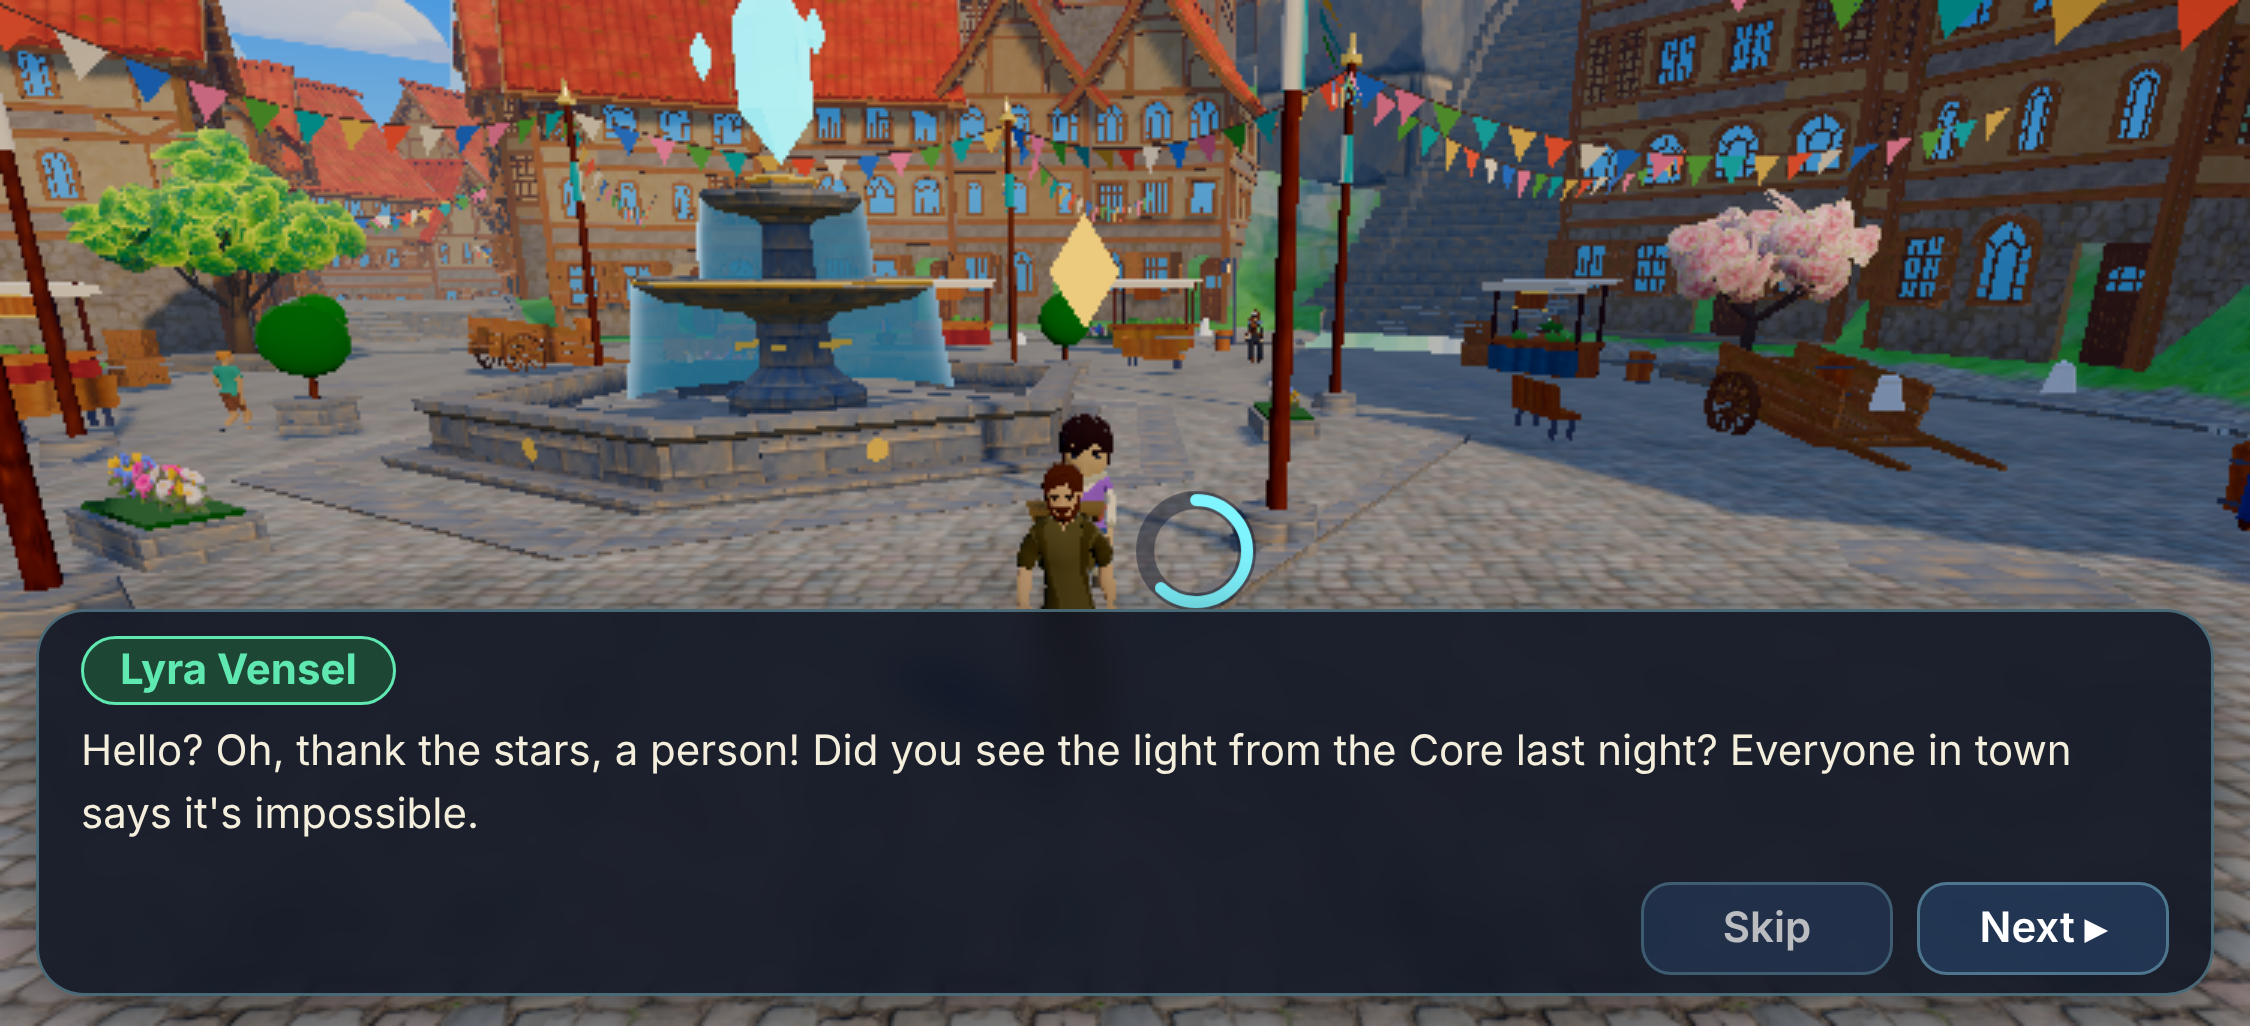 Lyra Vensel
Hello? Oh, thank the stars, a person! Did you see the light from the Core last night? Everyone in town
says it's impossible.
Skip
Next ▸